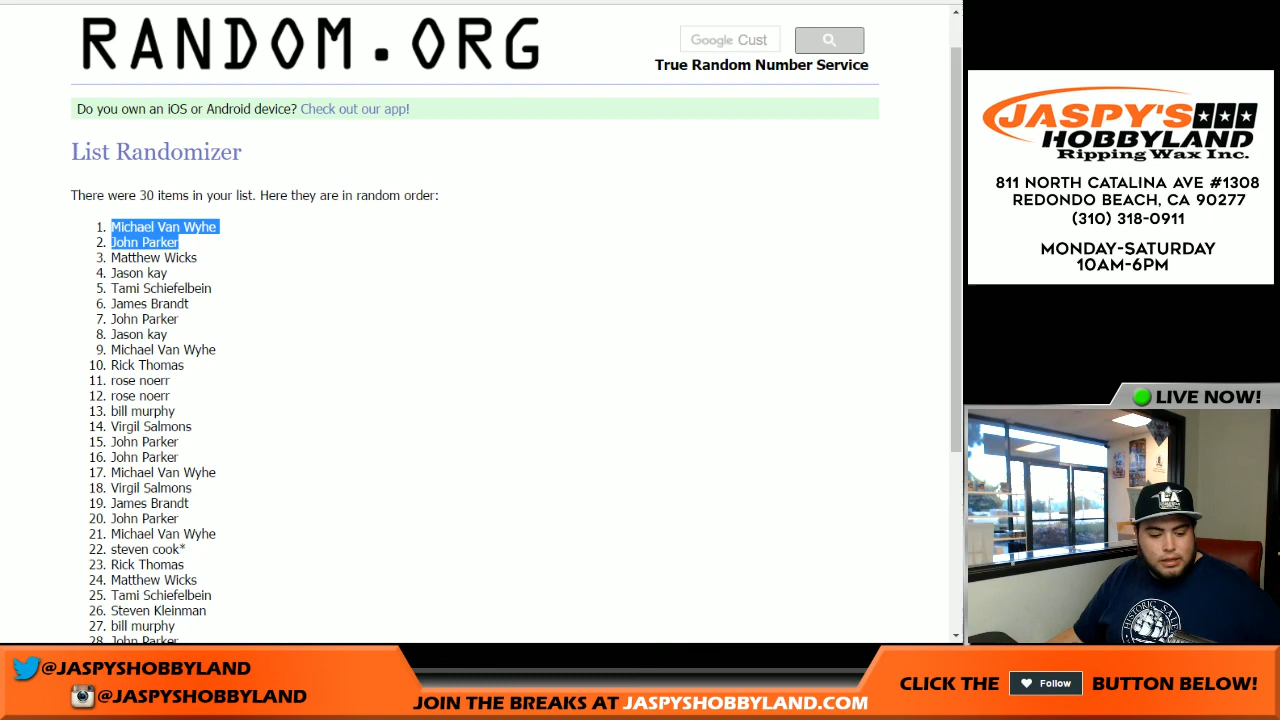 RANDOM.ORG
Google Cust
True Random Number Service
Do you own an iOS or Android device? Check out our app!
List Randomizer
There were 30 items in your list. Here they are in random order:
1. Michael Van Wyhe
2. John Parker
3. Matthew Wicks
4. Jason kay
5. Tami Schiefelbein
6. James Brandt
7. John Parker
8. Jason kay
9. Michael Van Wyhe
10. Rick Thomas
11. rose noerr
12. rose noerr
13. bill murphy
14. Virgil Salmons
15. John Parker
16. John Parker
17. Michael Van Wyhe
18. Virgil Salmons
19. James Brandt
20. John Parker
21. Michael Van Wyhe
22. steven cook*
23. Rick Thomas
24. Matthew Wicks
25. Tami Schiefelbein
26. Steven Kleinman
27. bill murphy
28. John Parker
JASPY'S
HOBBYLAND
Ripping Wax Inc.
811 NORTH CATALINA AVE #1308
REDONDO BEACH, CA 90277
(310) 318-0911
MONDAY-SATURDAY
10AM-6PM
LIVE NOW!
LA
HISTORIC SALE
@JASPYSHOBBYLAND
@JASPYSHOBBYLAND
JOIN THE BREAKS AT JASPYSHOBBYLAND.COM
CLICK THE Follow BUTTON BELOW!